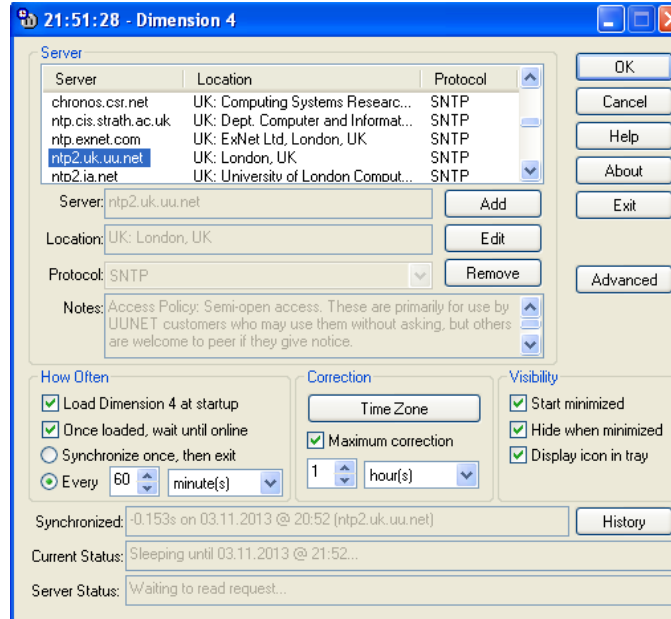 21:51:28 - Dimension 4
Server
Server Location Protocol
chronos.csr.net UK: Computing Systems Researc... SNTP
ntp.cis.strath.ac.uk UK: Dept. Computer and Informat... SNTP
ntp.exnet.com UK: ExNet Ltd, London, UK SNTP
ntp2.uk.uu.net UK: London, UK SNTP
ntp2.ja.net UK: University of London Comput... SNTP
OK
Cancel
Help
About
Exit
Advanced
Server: ntp2.uk.uu.net Add
Location: UK: London, UK Edit
Protocol: SNTP Remove
Notes: Access Policy: Semi-open access. These are primarily for use by
UUNET customers who may use them without asking, but others
are welcome to peer if they give notice.
How Often
Load Dimension 4 at startup
Once loaded, wait until online
Synchronize once, then exit
Every 60 minute(s)
Correction
Time Zone
Maximum correction
1 hour(s)
Visibility
Start minimized
Hide when minimized
Display icon in tray
Synchronized: -0.153s on 03.11.2013 @ 20:52 (ntp2.uk.uu.net) History
Current Status: Sleeping until 03.11.2013 @ 21:52...
Server Status: Waiting to read request...